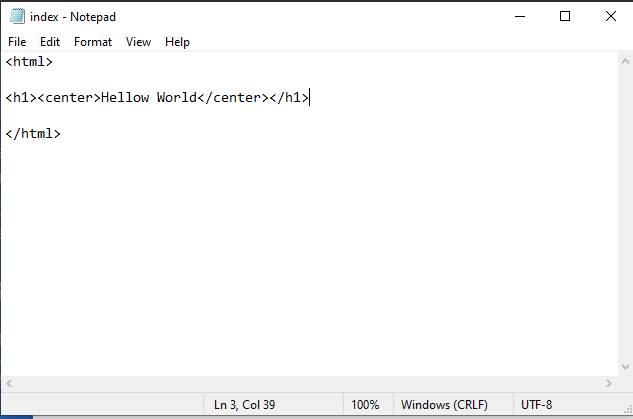 index - Notepad
File Edit Format View Help
<html>
<h1><center>Hellow World</center></h1>
</html>
Ln 3, Col 39 100% Windows (CRLF) UTF-8